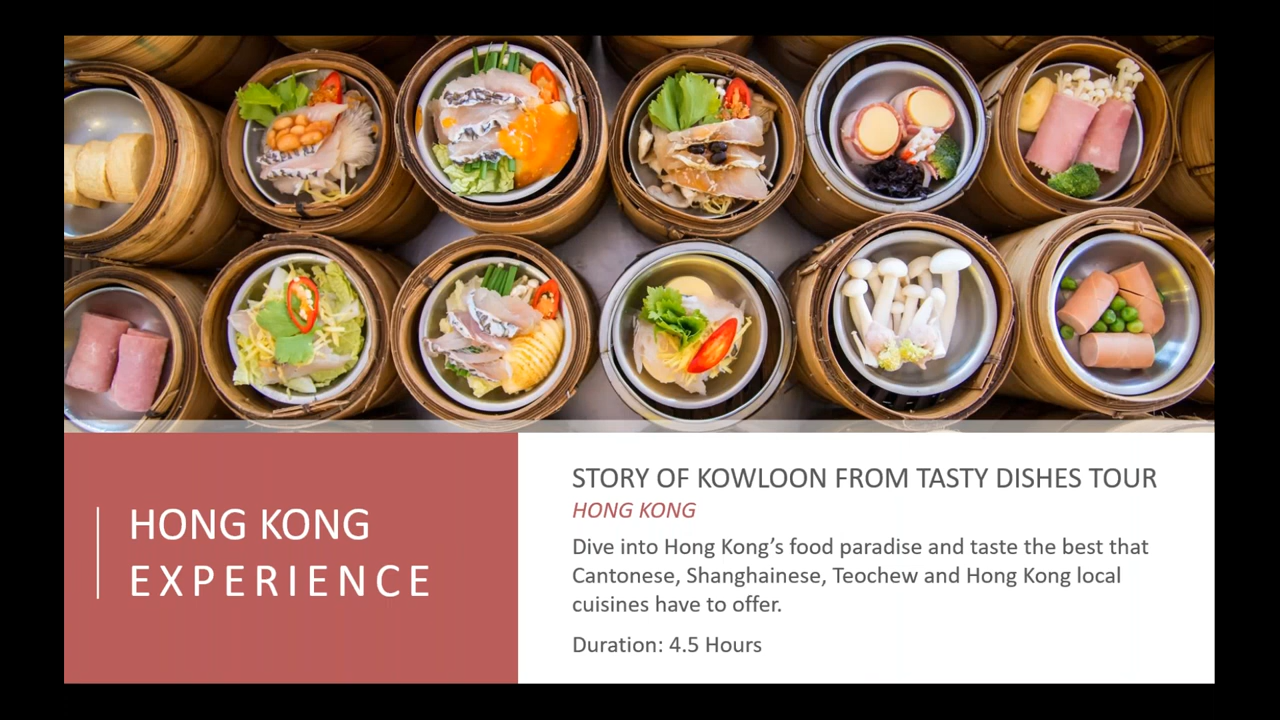 HONG KONG
EXPERIENCE
STORY OF KOWLOON FROM TASTY DISHES TOUR
HONG KONG
Dive into Hong Kong’s food paradise and taste the best that
Cantonese, Shanghainese, Teochew and Hong Kong local
cuisines have to offer.
Duration: 4.5 Hours